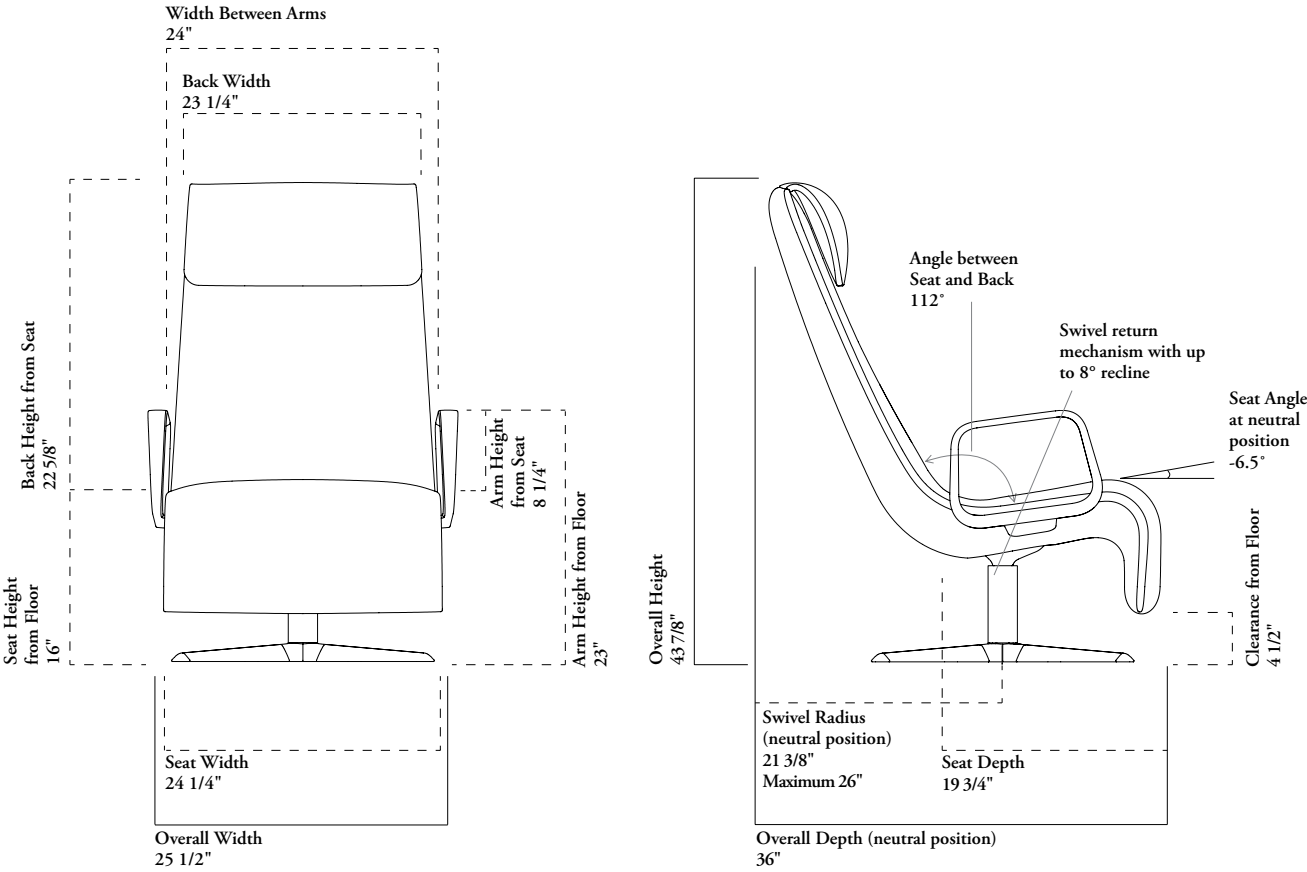 Width Between Arms
24"
Back Width
23 1/4"
Back Height from Seat
22 5/8"
Seat Height
from Floor
16"
Arm Height
from Seat
8 1/4"
Arm Height from Floor
23"
Seat Width
24 1/4"
Overall Width
25 1/2"
Overall Height
43 7/8"
Angle between
Seat and Back
112˚
Swivel return
mechanism with up
to 8° recline
Seat Angle
at neutral
position
-6.5˚
Clearance from Floor
4 1/2"
Swivel Radius
(neutral position)
21 3/8"
Maximum 26"
Seat Depth
19 3/4"
Overall Depth (neutral position)
36"